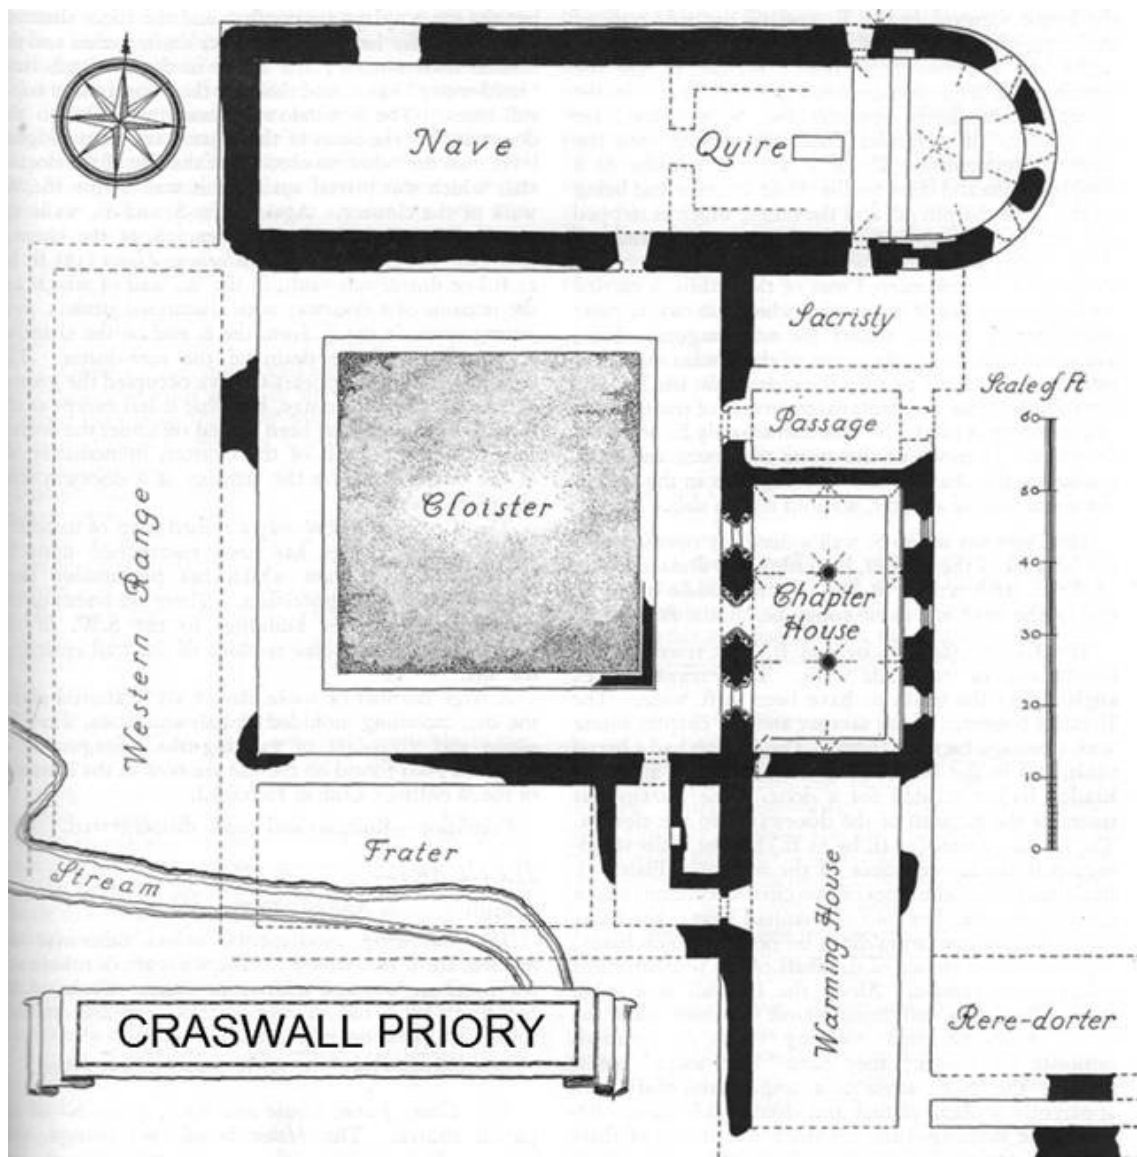 Nave
Quire
Sacristy
Scale of Ft
60
Passage
50
Cloister
Western Range
40
Chapter
House
30
20
10
0
Frater
Stream
Warming House
Rere-dorter
CRASWALL PRIORY